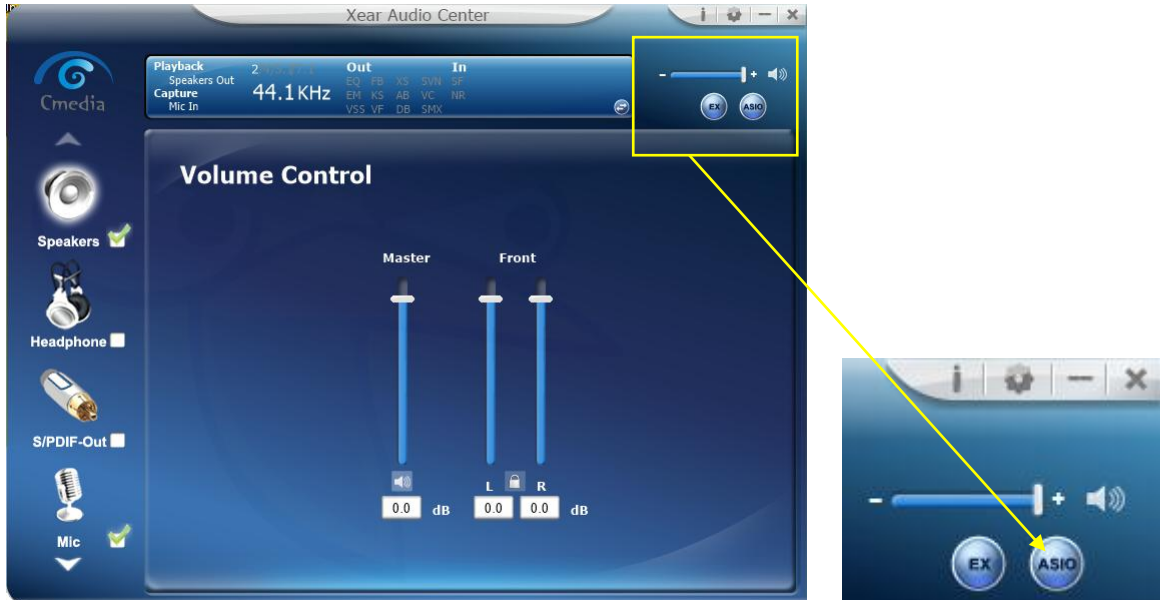 Xear Audio Center
Cmedia
Playback
Speakers Out
Capture
Mic In
2
44.1KHz
Out
In
EQ FB XS SVN SF
EM KS AB VC NR
VSS VF DB SMX
- +
EX ASIO
Volume Control
Speakers
Headphone
S/PDIF-Out
Mic
Master Front
L R
0.0 dB 0.0 0.0 dB
i
- +
EX ASIO